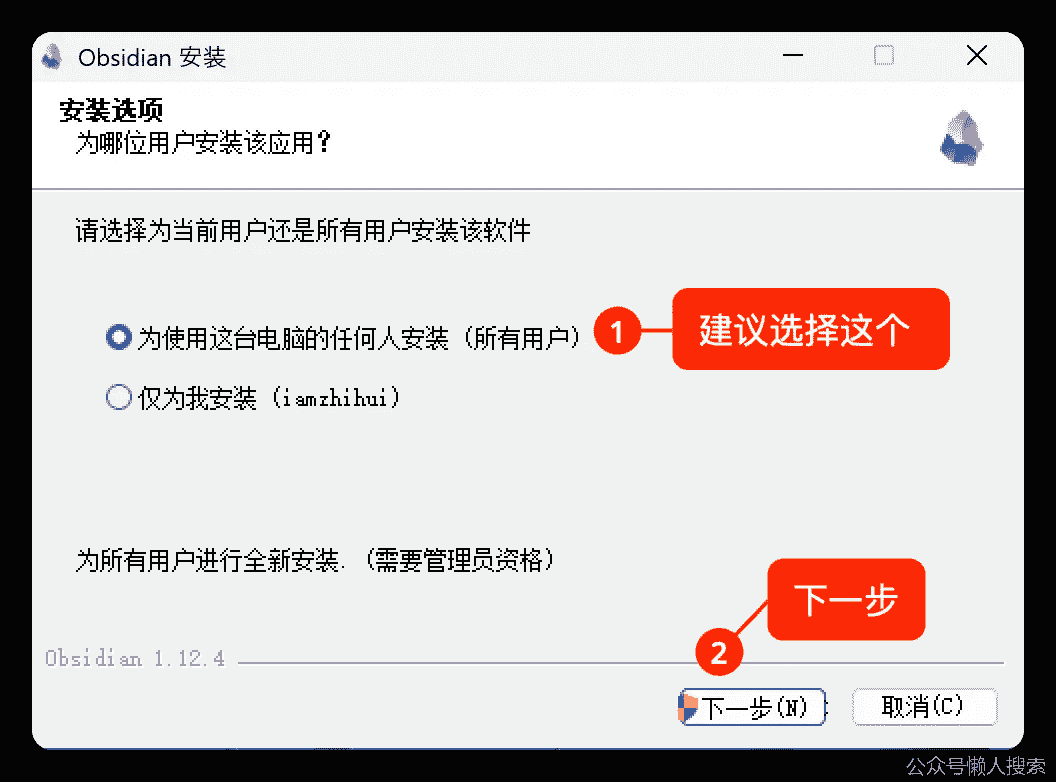 Obsidian 安装
安装选项
为哪位用户安装该应用？
请选择为当前用户还是所有用户安装该软件
为使用这台电脑的任何人安装（所有用户）
1
建议选择这个
仅为我安装（iamzhihui）
为所有用户进行全新安装. （需要管理员资格）
下一步
2
Obsidian 1.12.4
下一步(N)
取消(C)
公众号懒人搜索